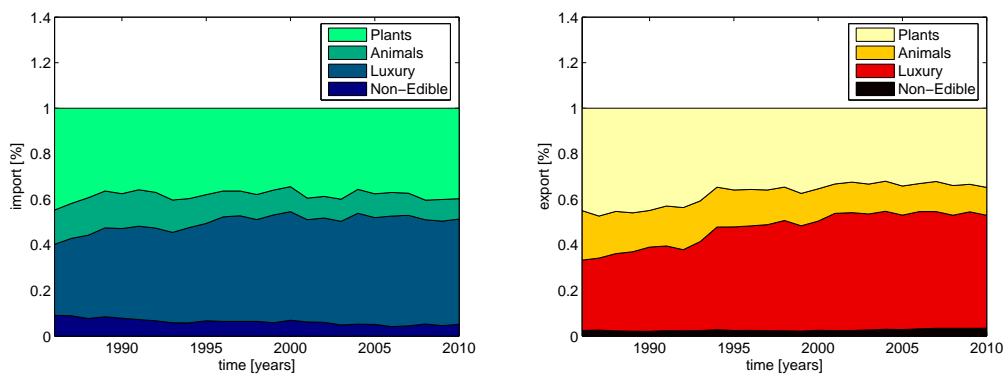 1.4
1.2
1
0.8
0.6
0.4
0.2
0
import [%]
1990
1995
2000
2005
2010
time [years]
Plants
Animals
Luxury
Non−Edible
1.4
1.2
1
0.8
0.6
0.4
0.2
0
export [%]
1990
1995
2000
2005
2010
time [years]
Plants
Animals
Luxury
Non−Edible